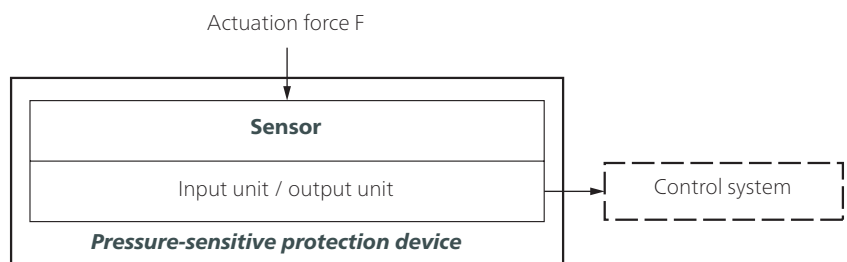 Actuation force F
Sensor
Input unit / output unit
Control system
Pressure-sensitive protection device